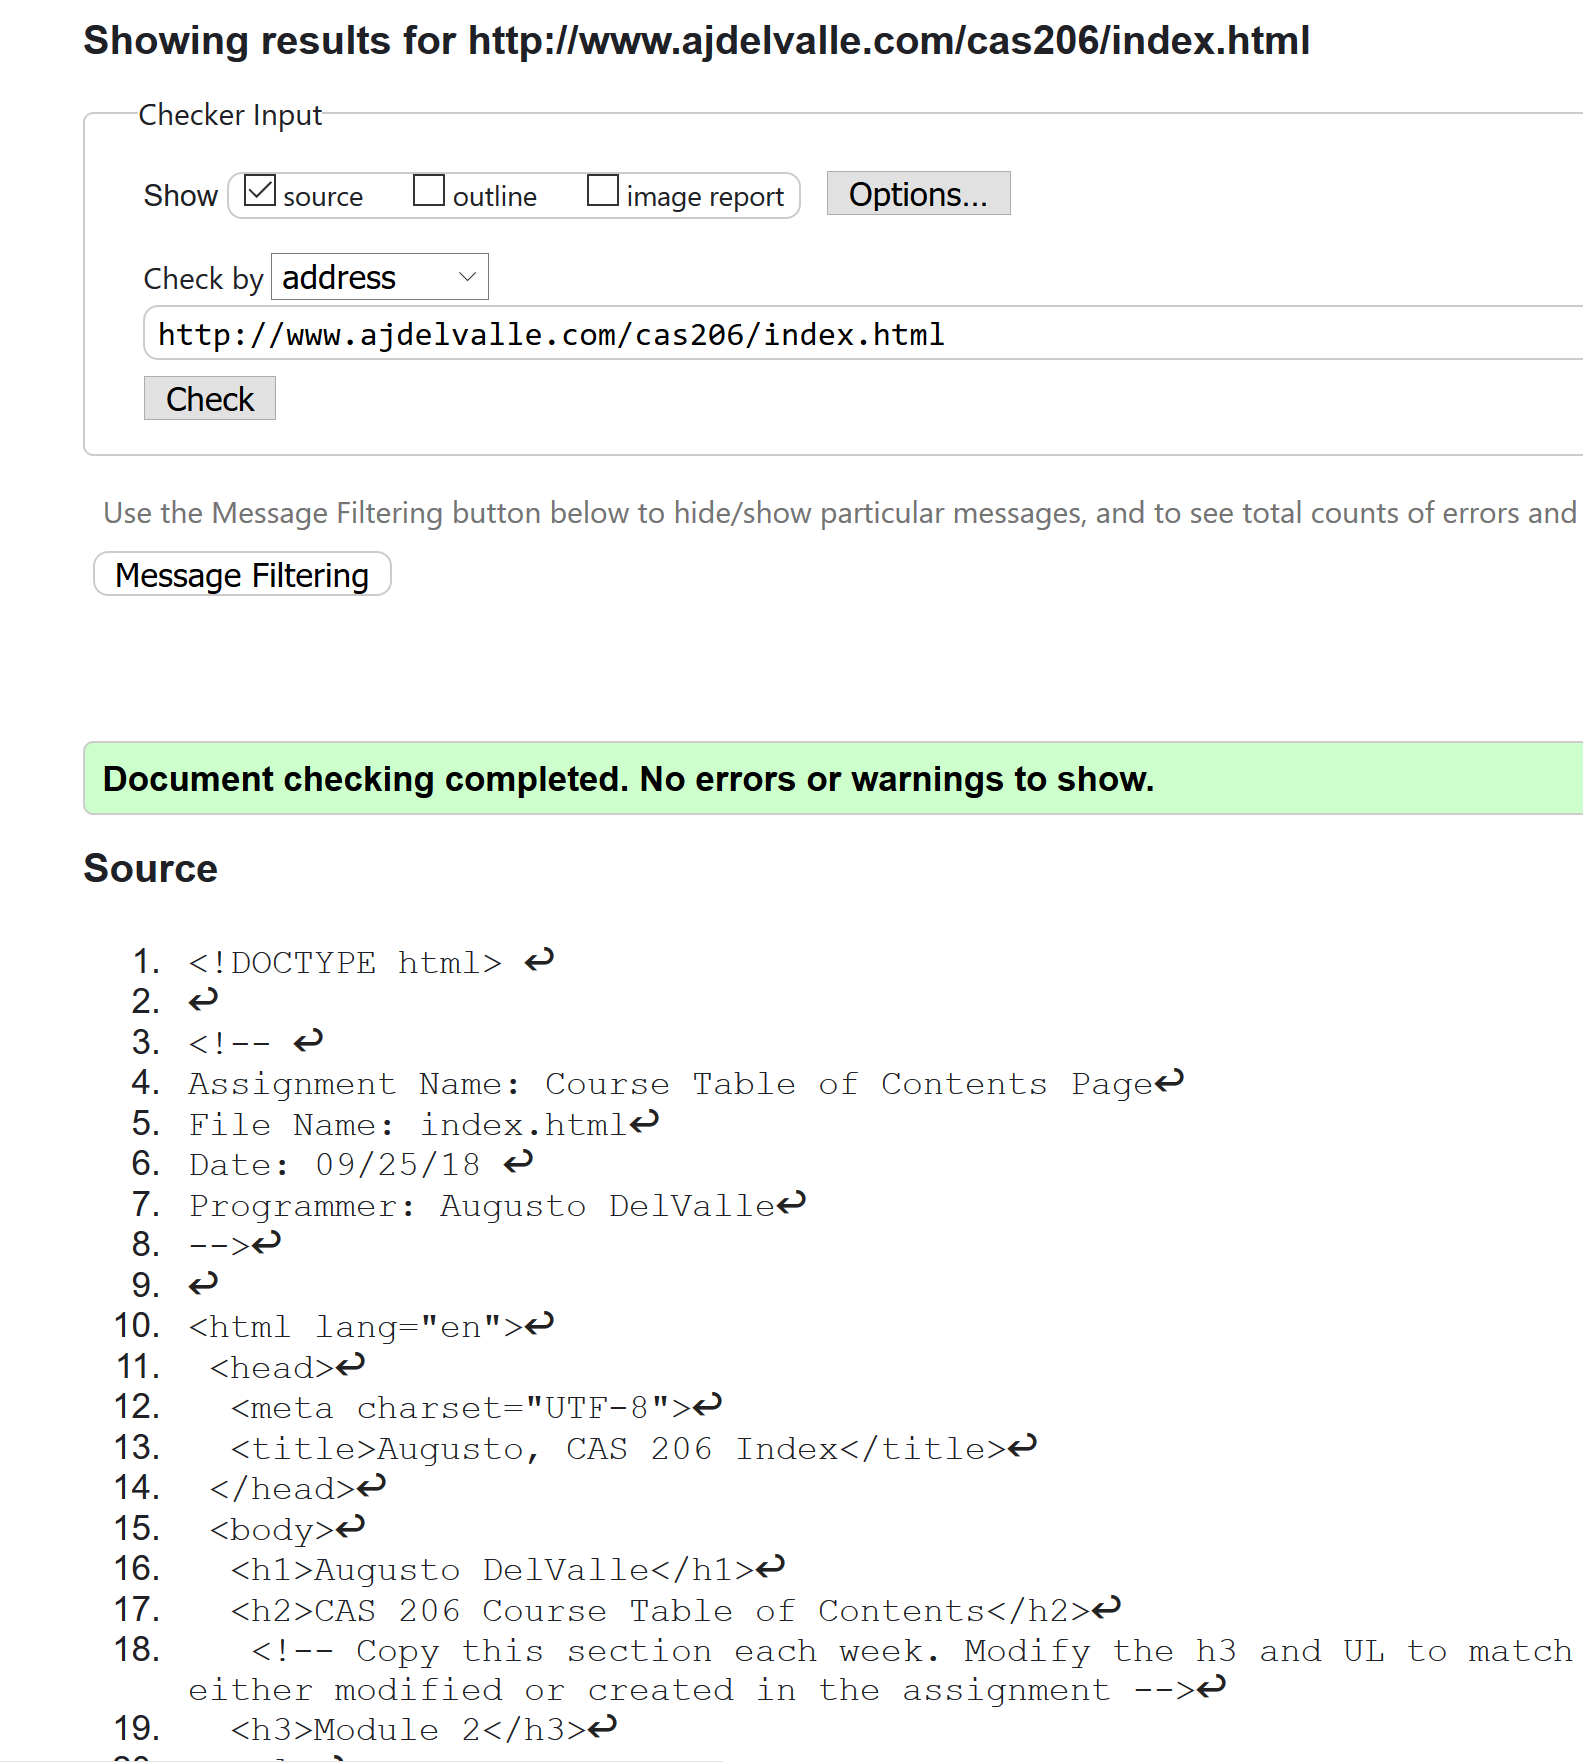 Showing results for http://www.ajdelvalle.com/cas206/index.html
Checker Input
Show source outline image report Options...
Check by address
http://www.ajdelvalle.com/cas206/index.html
Check
Use the Message Filtering button below to hide/show particular messages, and to see total counts of errors and
Message Filtering
Document checking completed. No errors or warnings to show.
Source
1. <!DOCTYPE html> ↩
2. ↩
3. <!-- ↩
4. Assignment Name: Course Table of Contents Page↩
5. File Name: index.html↩
6. Date: 09/25/18 ↩
7. Programmer: Augusto DelValle↩
8. -->↩
9. ↩
10. <html lang="en">↩
11. <head>↩
12. <meta charset="UTF-8">↩
13. <title>Augusto, CAS 206 Index</title>↩
14. </head>↩
15. <body>↩
16. <h1>Augusto DelValle</h1>↩
17. <h2>CAS 206 Course Table of Contents</h2>↩
18. <!-- Copy this section each week. Modify the h3 and UL to match
either modified or created in the assignment -->↩
19. <h3>Module 2</h3>↩